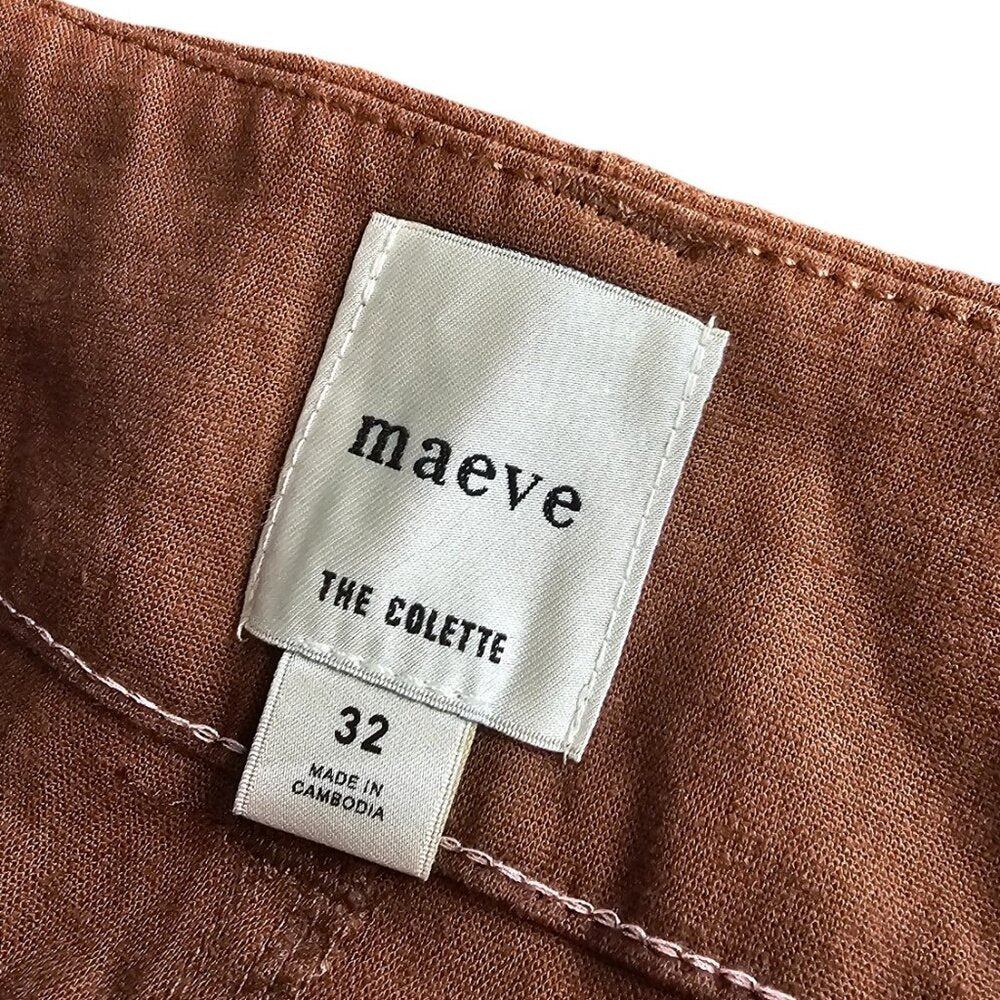 maeve
THE COLETTE
32
MADE IN
CAMBODIA